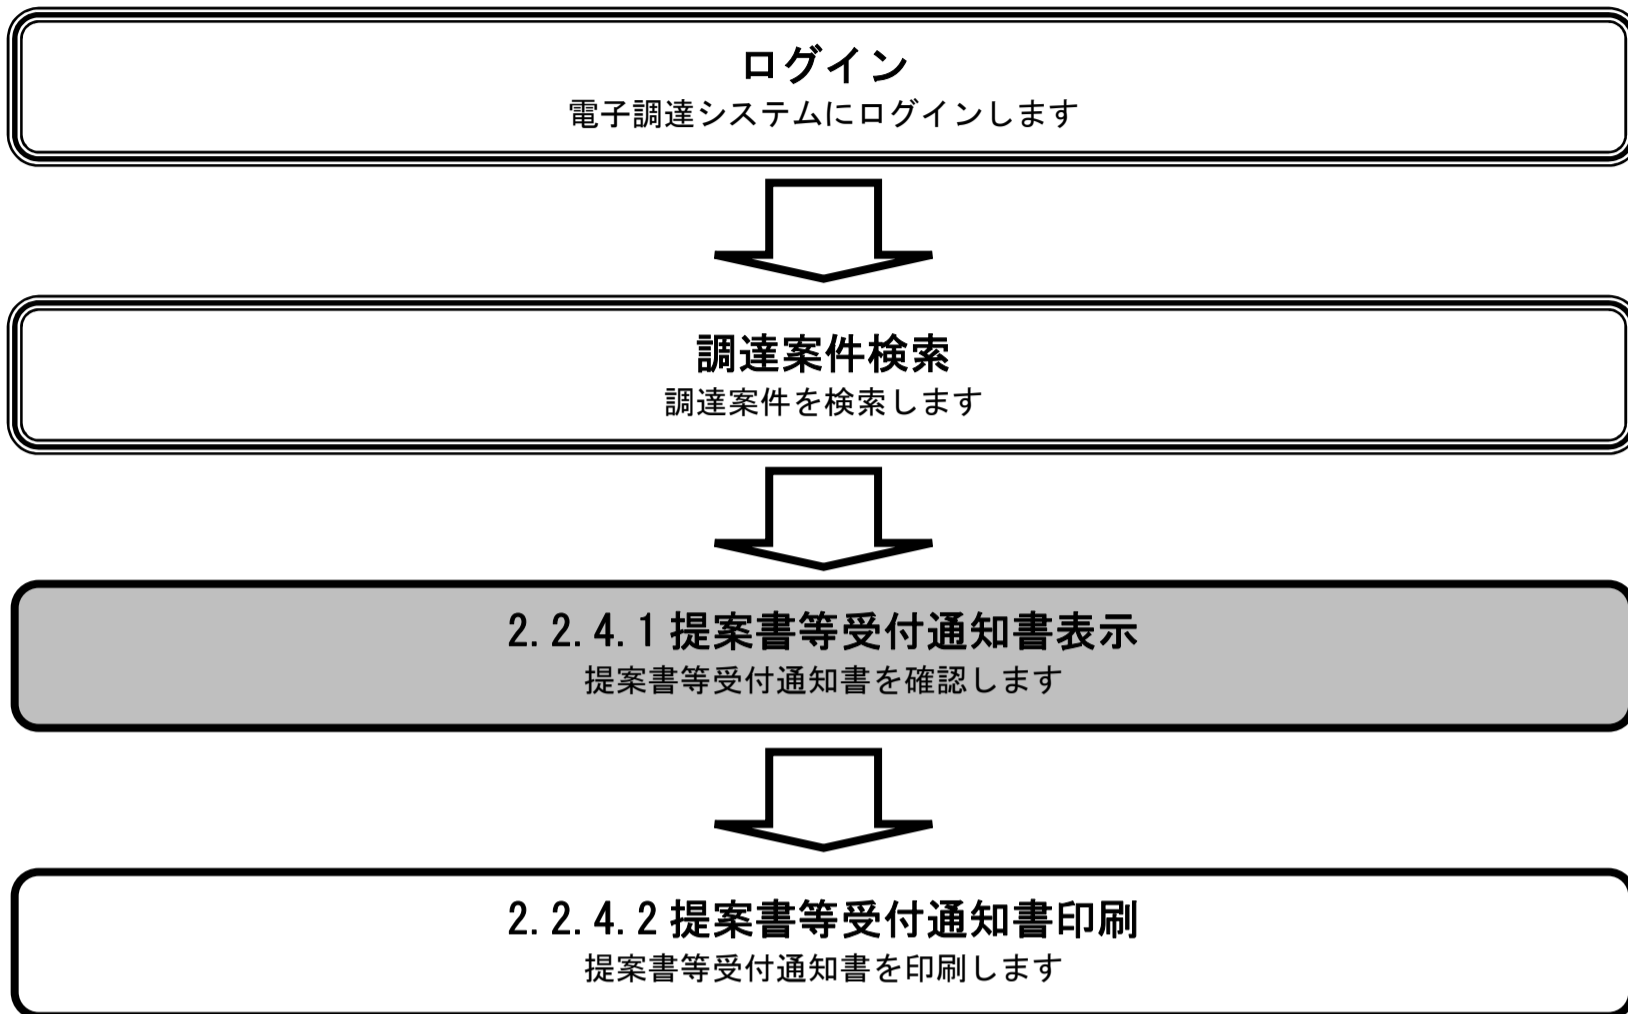 ログイン
電子調達システムにログインします
調達案件検索
調達案件を検索します
2.2.4.1 提案書等受付通知書表示
提案書等受付通知書を確認します
2.2.4.2 提案書等受付通知書印刷
提案書等受付通知書を印刷します